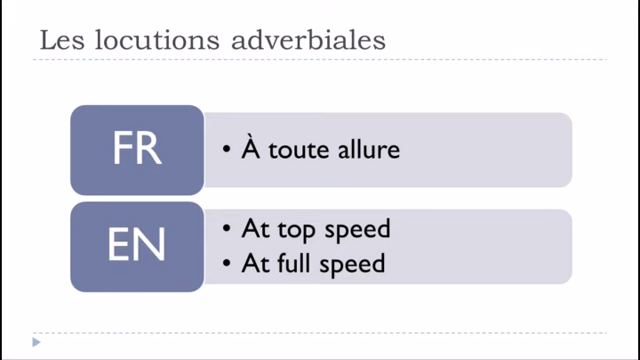 Les locutions adverbiales
FR
• À toute allure
EN
• At top speed
• At full speed